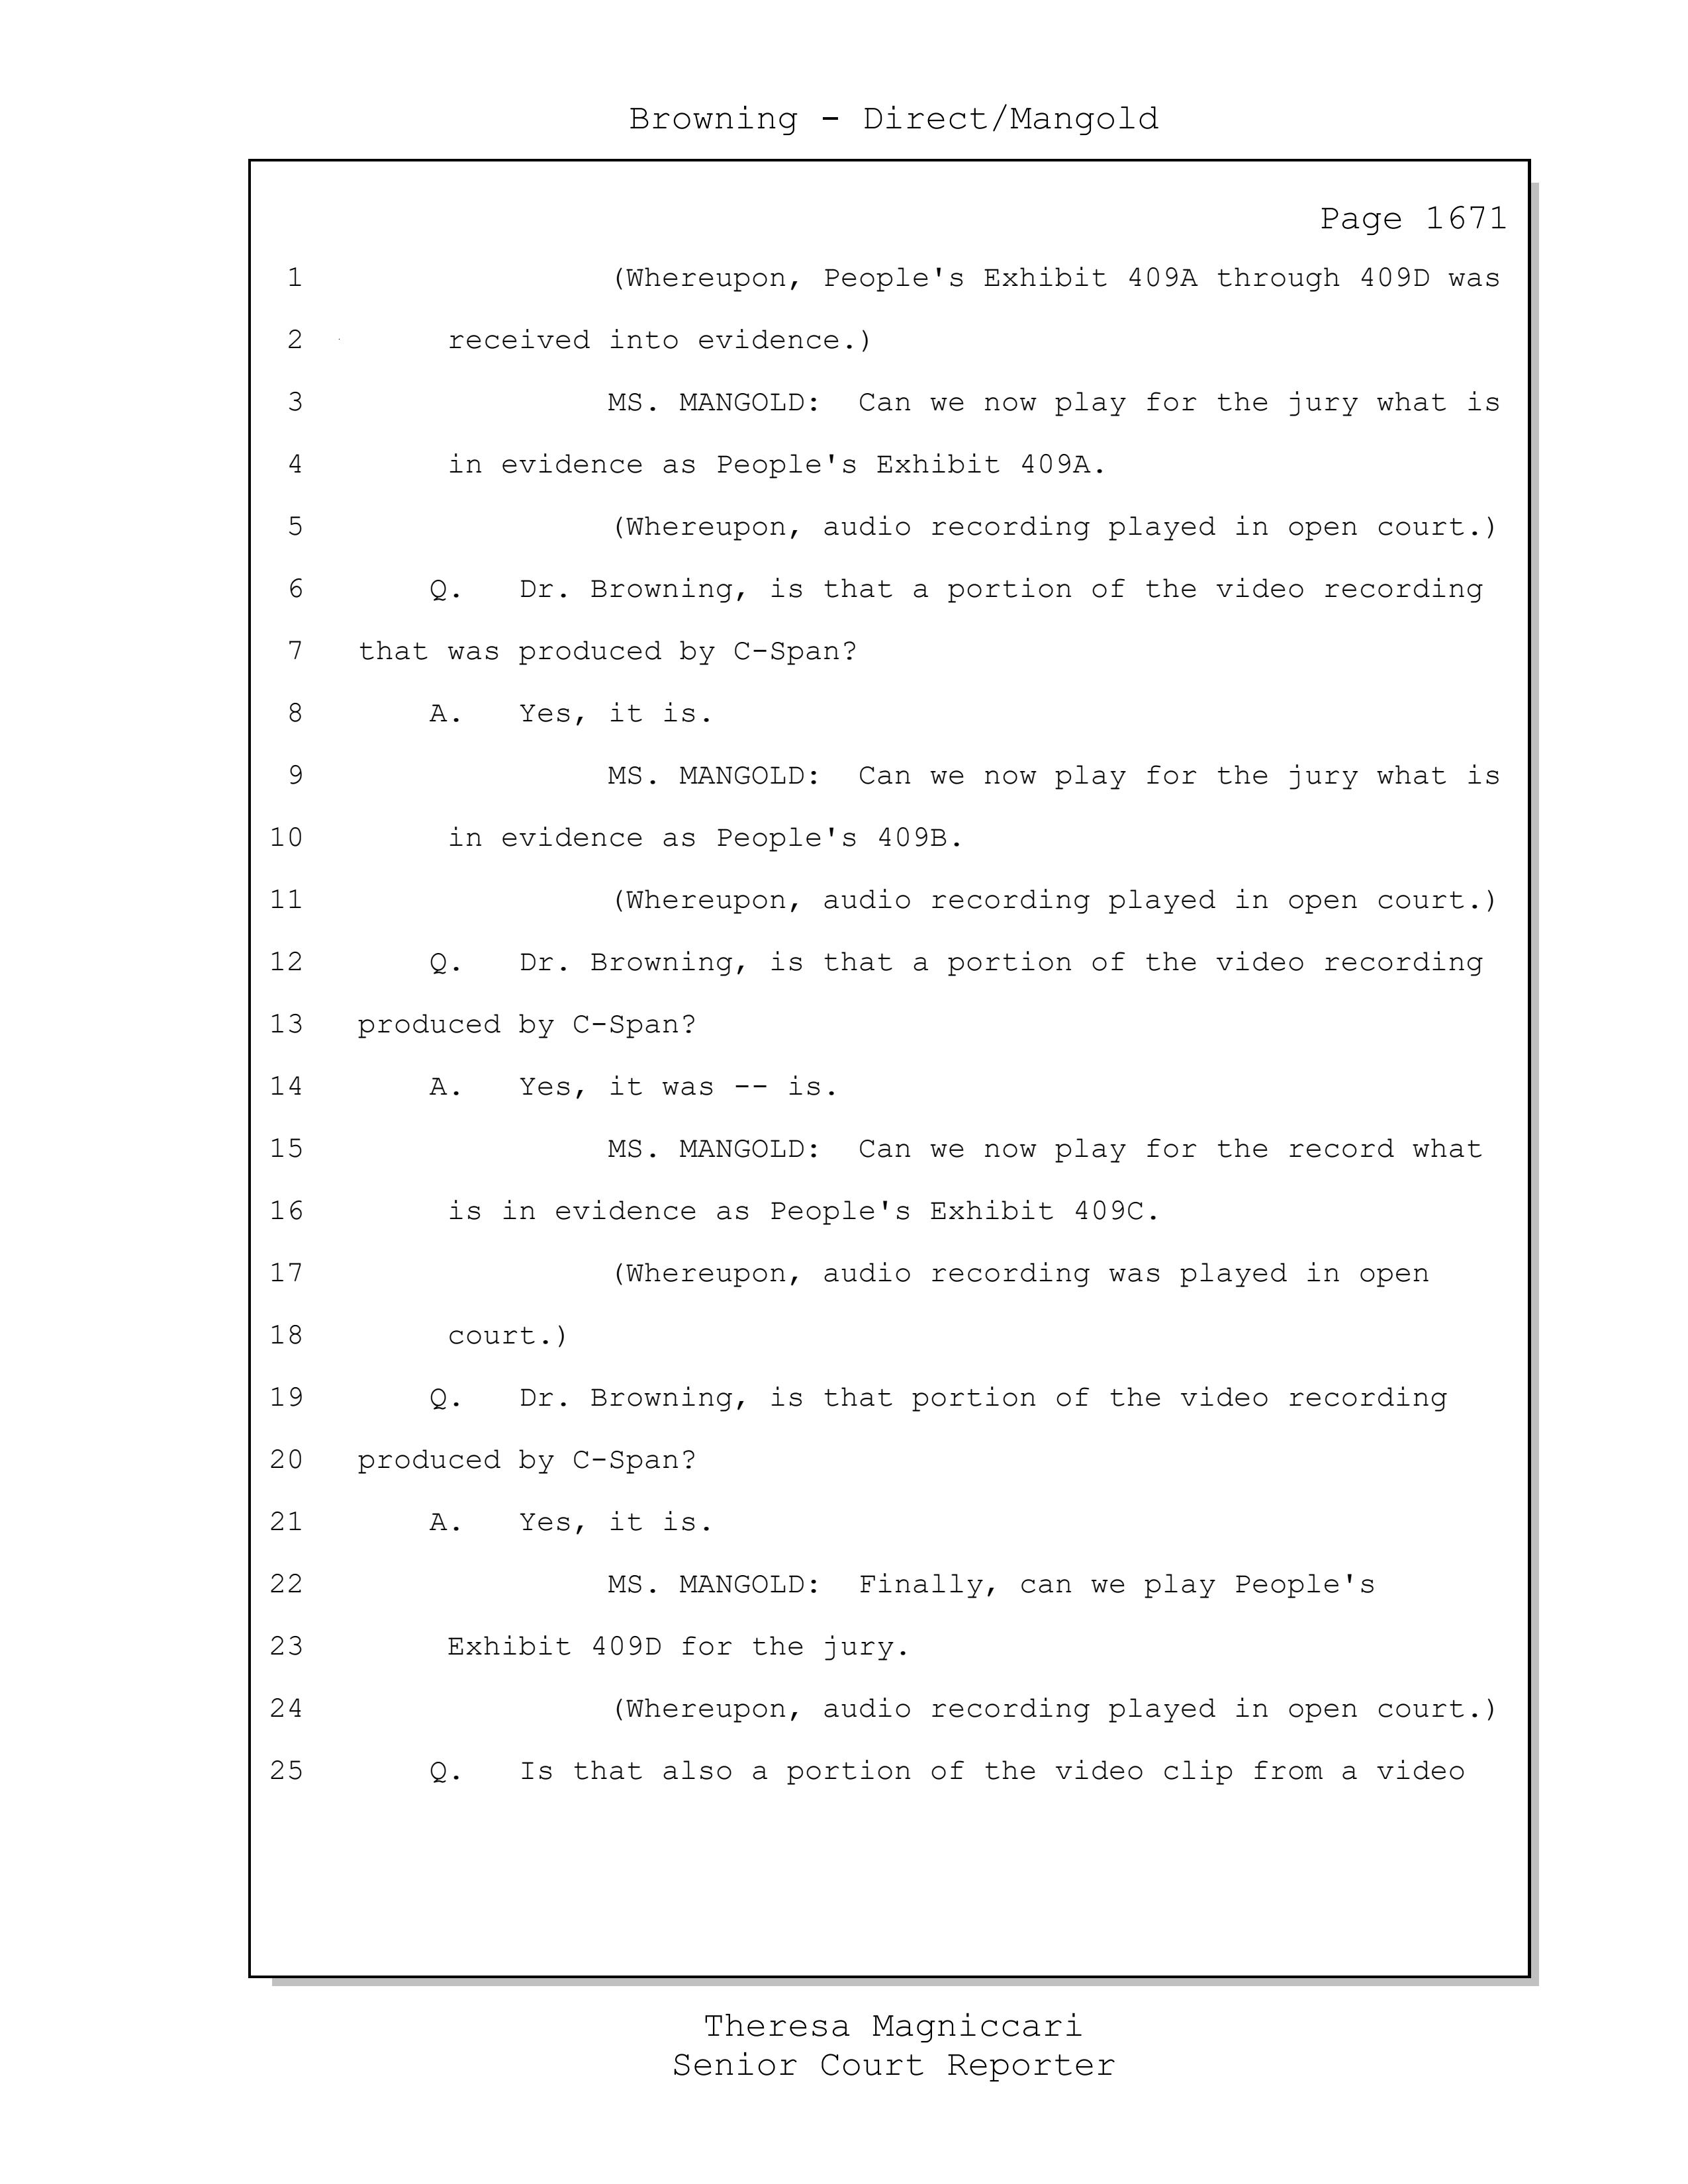 Browning - Direct/Mangold
Page 1671
1 (Whereupon, People's Exhibit 409A through 409D was
2 received into evidence.)
3 MS. MANGOLD: Can we now play for the jury what is
4 in evidence as People's Exhibit 409A.
5 (Whereupon, audio recording played in open court.)
6 Q. Dr. Browning, is that a portion of the video recording
7 that was produced by C-Span?
8 A. Yes, it is.
9 MS. MANGOLD: Can we now play for the jury what is
10 in evidence as People's 409B.
11 (Whereupon, audio recording played in open court.)
12 Q. Dr. Browning, is that a portion of the video recording
13 produced by C-Span?
14 A. Yes, it was -- is.
15 MS. MANGOLD: Can we now play for the record what
16 is in evidence as People's Exhibit 409C.
17 (Whereupon, audio recording was played in open
18 court.)
19 Q. Dr. Browning, is that portion of the video recording
20 produced by C-Span?
21 A. Yes, it is.
22 MS. MANGOLD: Finally, can we play People's
23 Exhibit 409D for the jury.
24 (Whereupon, audio recording played in open court.)
25 Q. Is that also a portion of the video clip from a video
Theresa Magniccari
Senior Court Reporter